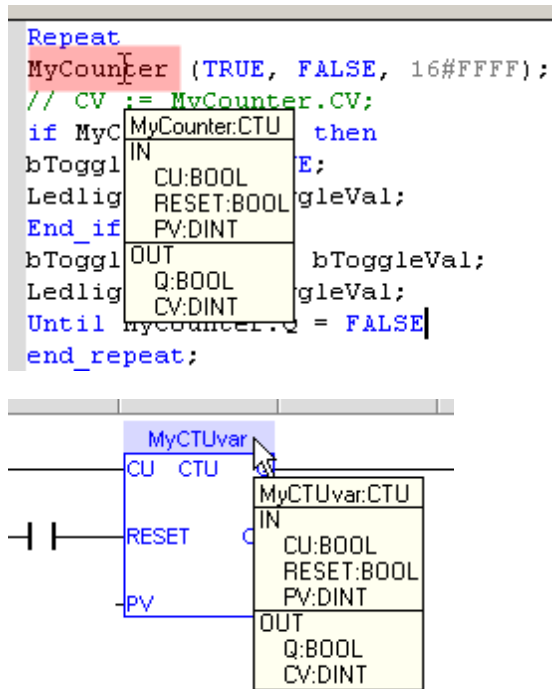 Repeat
MyCounter (TRUE, FALSE, 16#FFFF);
// CV := MyCounter.CV;
if MyC then
bToggl E;
Ledlig gleVal;
End_if
bToggl bToggleVal;
Ledlig gleVal;
Until MyCounter.Q = FALSE
end_repeat;
MyCounter:CTU
IN
CU:BOOL
RESET:BOOL
PV:DINT
OUT
Q:BOOL
CV:DINT
MyCTUvar
CU CTU
RESET
PV
MyCTUvar:CTU
IN
CU:BOOL
RESET:BOOL
PV:DINT
OUT
Q:BOOL
CV:DINT